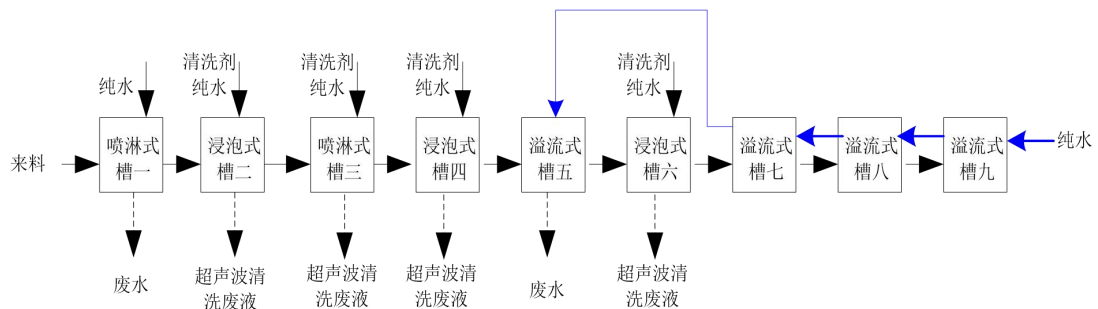 清洗剂
纯水
清洗剂
纯水
清洗剂
纯水
清洗剂
纯水
纯水
来料
喷淋式
槽一
浸泡式
槽二
喷淋式
槽三
浸泡式
槽四
溢流式
槽五
浸泡式
槽六
溢流式
槽七
溢流式
槽八
溢流式
槽九
纯水
废水
超声波清
洗废液
超声波清
洗废液
超声波清
洗废液
废水
超声波清
洗废液